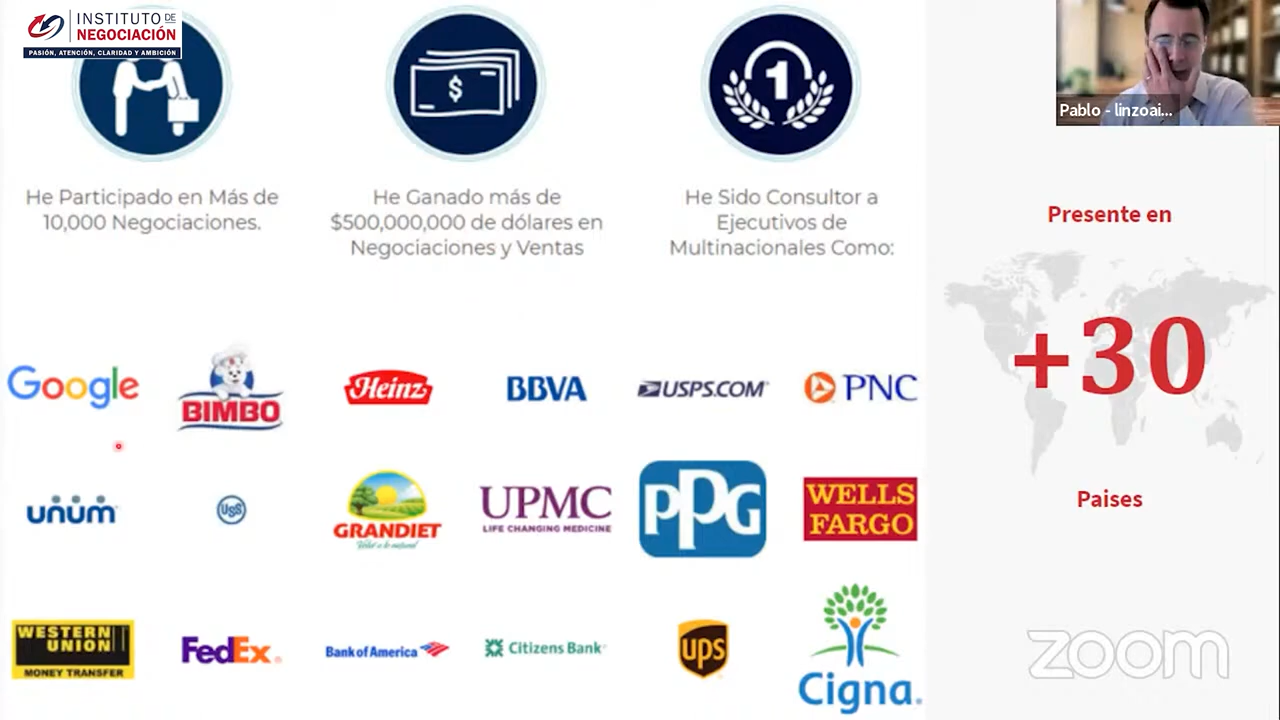 INSTITUTO DE
NEGOCIACIÓN
PASIÓN, ATENCIÓN, CLARIDAD Y AMBICIÓN
$
1
Pablo - linzoai...
He Participado en Más de
10,000 Negociaciones.
He Ganado más de
$500,000,000 de dólares en
Negociaciones y Ventas
He Sido Consultor a
Ejecutivos de
Multinacionales Como:
Presente en
+30
Paises
Google
BIMBO
Heinz
BBVA
USPS.COM
PNC
unum
USS
GRANDIET
UPMC
LIFE CHANGING MEDICINE
PPG
WELLS
FARGO
WESTERN
UNION
MONEY TRANSFER
FedEx
Bank of America
Citizens Bank
ups
Cigna
zoom